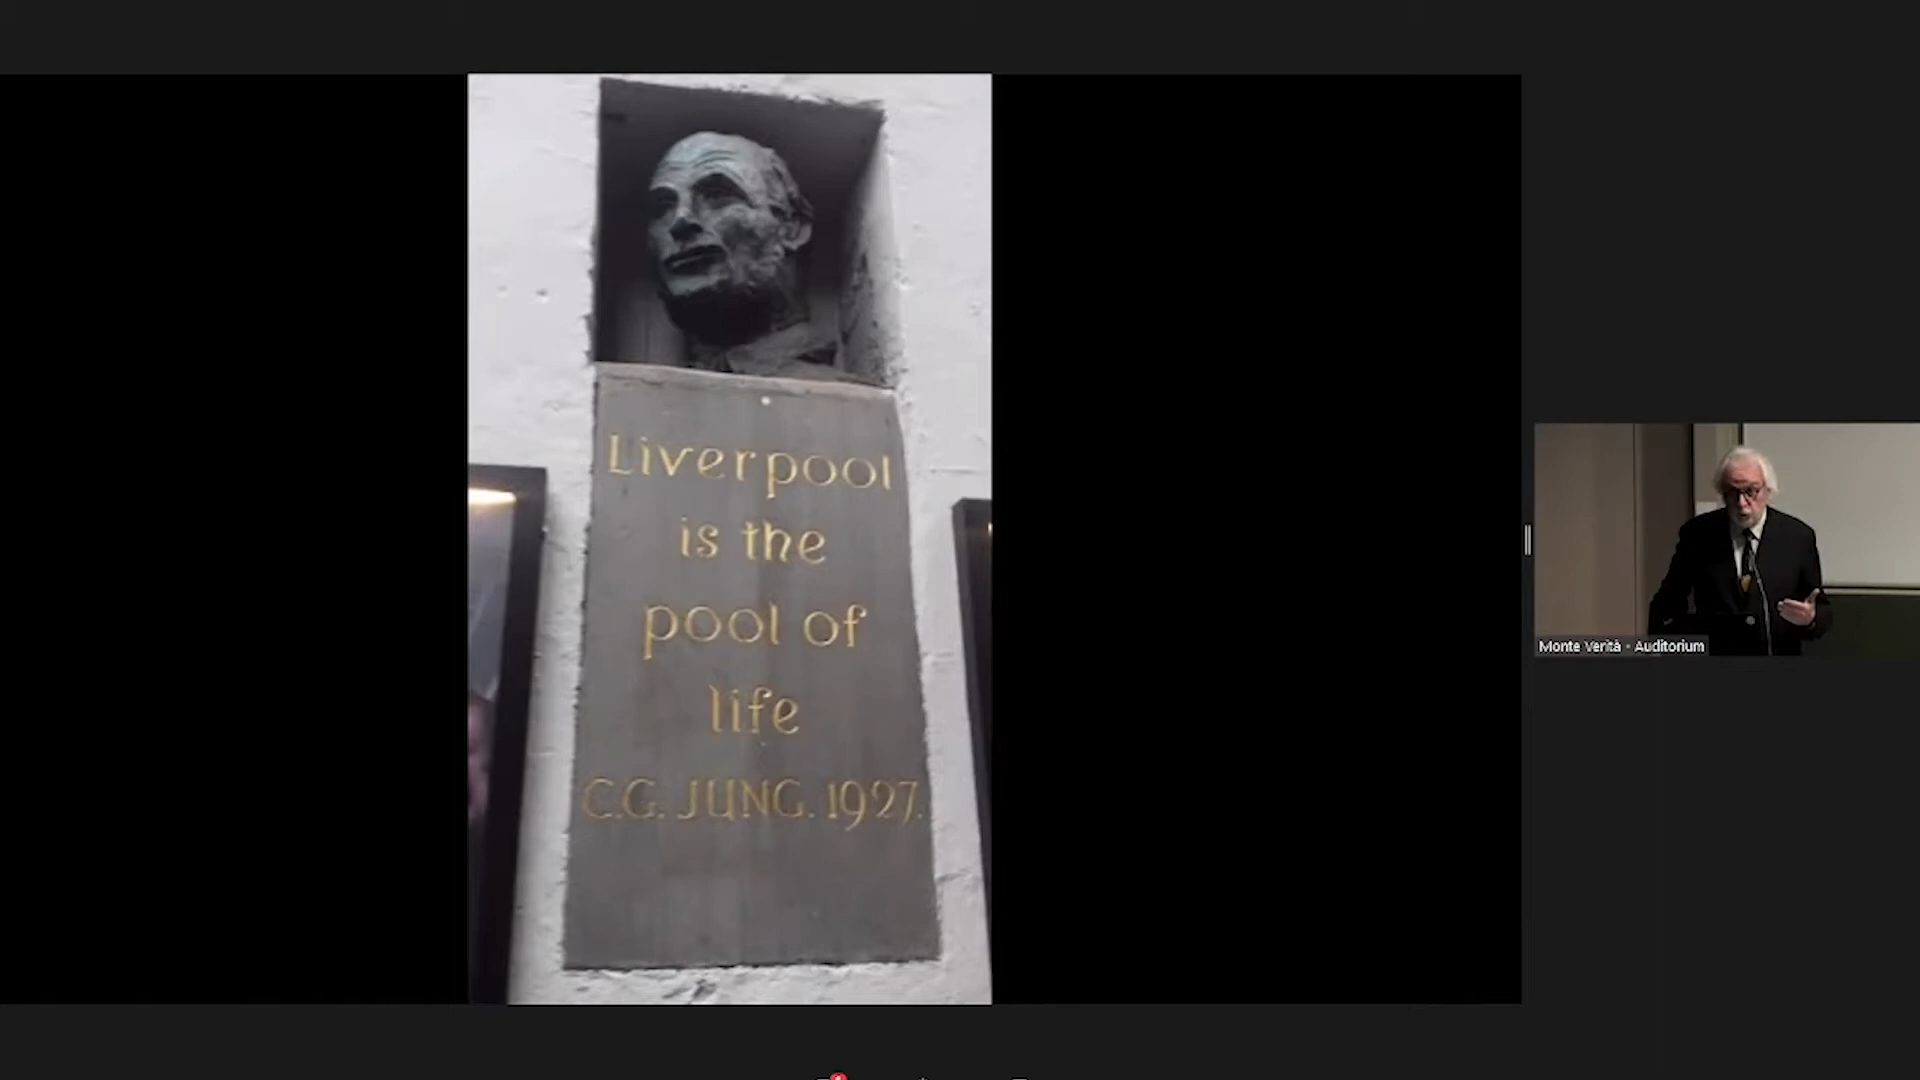 Liverpool
is the
pool of
life
C.G. JUNG. 1927.
Monte Verità - Auditorium